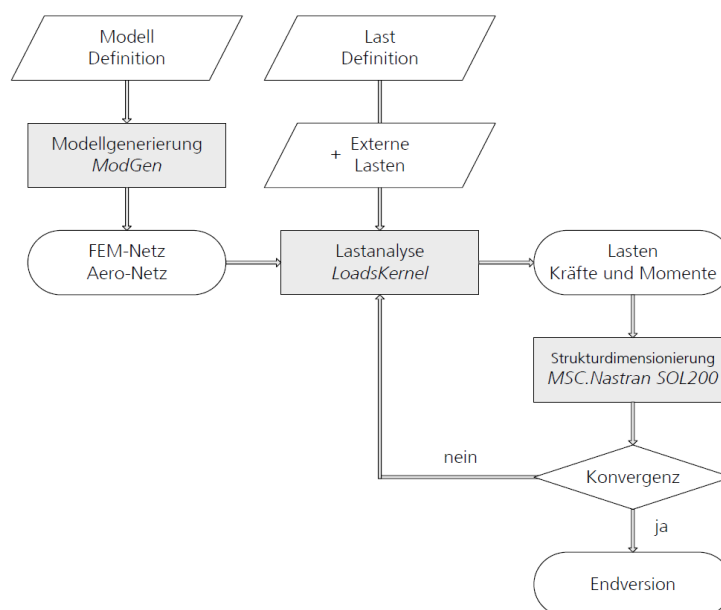 Modell
Definition
Last
Definition
Modellgenerierung
ModGen
+ Externe
Lasten
FEM-Netz
Aero-Netz
Lastanalyse
LoadsKernel
Lasten
Kräfte und Momente
Strukturdimensionierung
MSC.Nastran SOL200
nein
Konvergenz
ja
Endversion